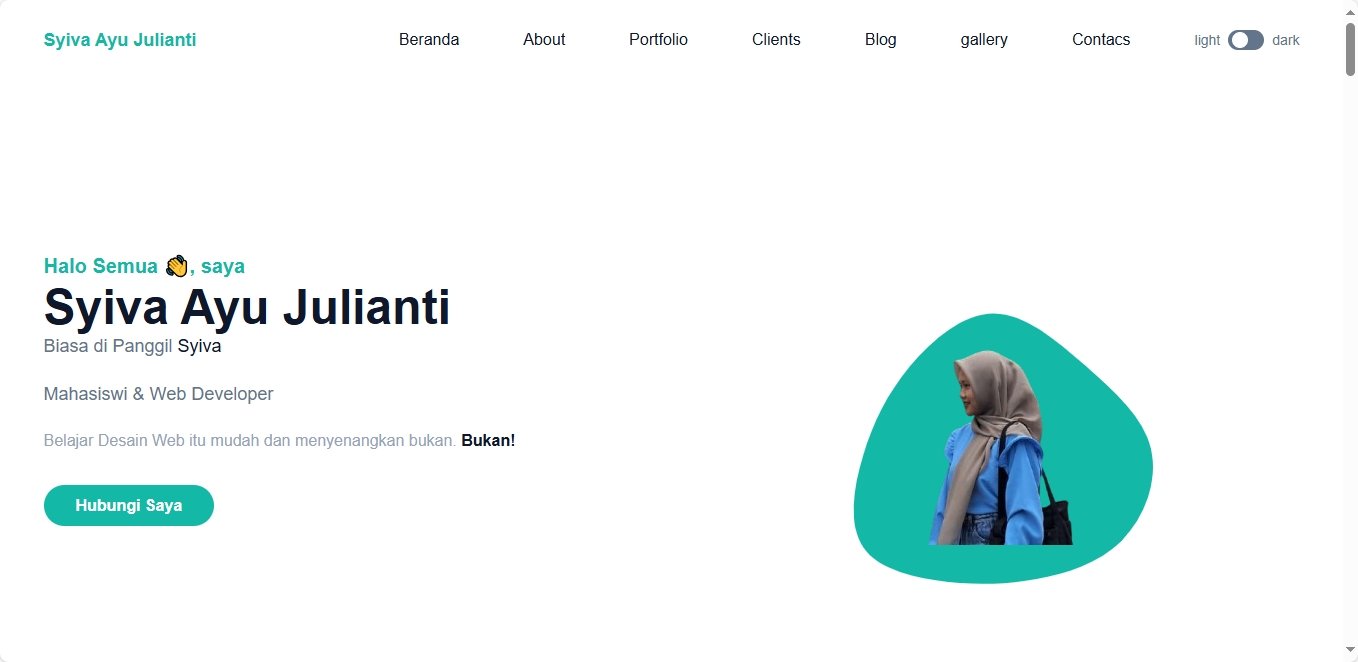 Syiva Ayu Julianti Beranda About Portfolio Clients Blog gallery Contacs light dark
Halo Semua 👋, saya
Syiva Ayu Julianti
Biasa di Panggil Syiva
Mahasiswi & Web Developer
Belajar Desain Web itu mudah dan menyenangkan bukan. Bukan!
Hubungi Saya